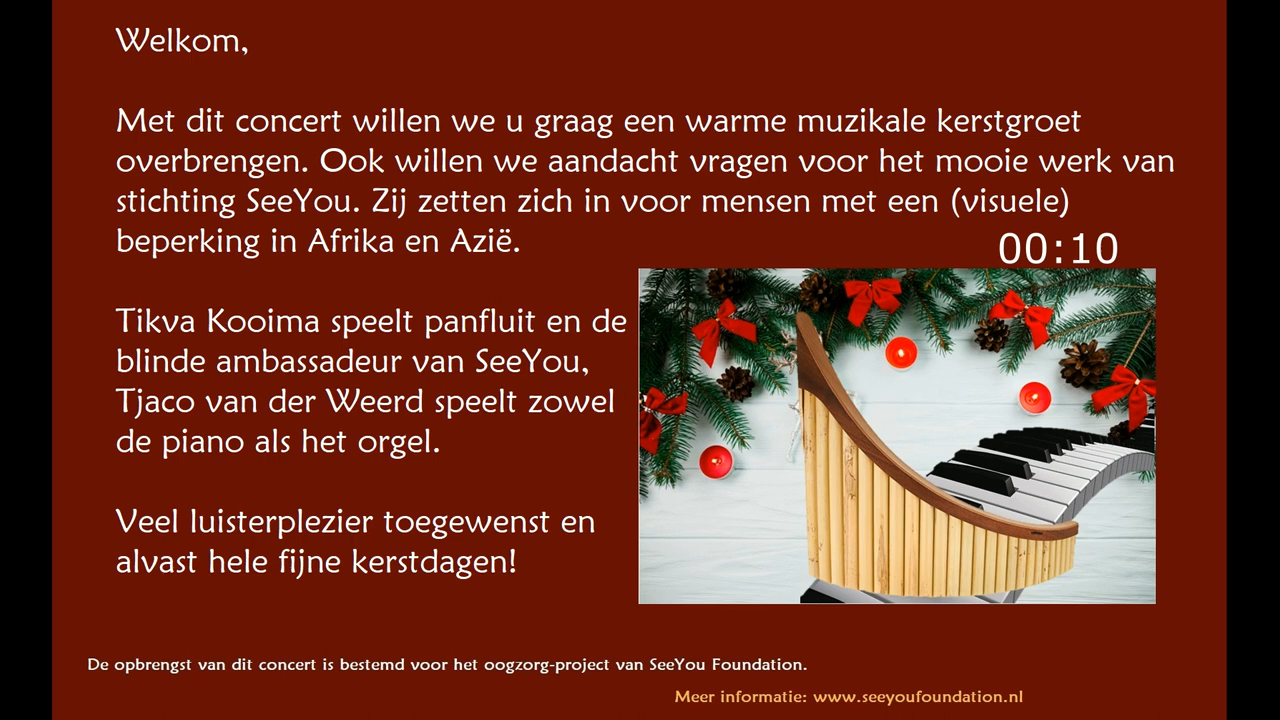 Welkom,
Met dit concert willen we u graag een warme muzikale kerstgroet
overbrengen. Ook willen we aandacht vragen voor het mooie werk van
stichting SeeYou. Zij zetten zich in voor mensen met een (visuele)
beperking in Afrika en Azië.
00:10
Tikva Kooima speelt panfluit en de
blinde ambassadeur van SeeYou,
Tjaco van der Weerd speelt zowel
de piano als het orgel.
Veel luisterplezier toegewenst en
alvast hele fijne kerstdagen!
De opbrengst van dit concert is bestemd voor het oogzorg-project van SeeYou Foundation.
Meer informatie: www.seeyoufoundation.nl